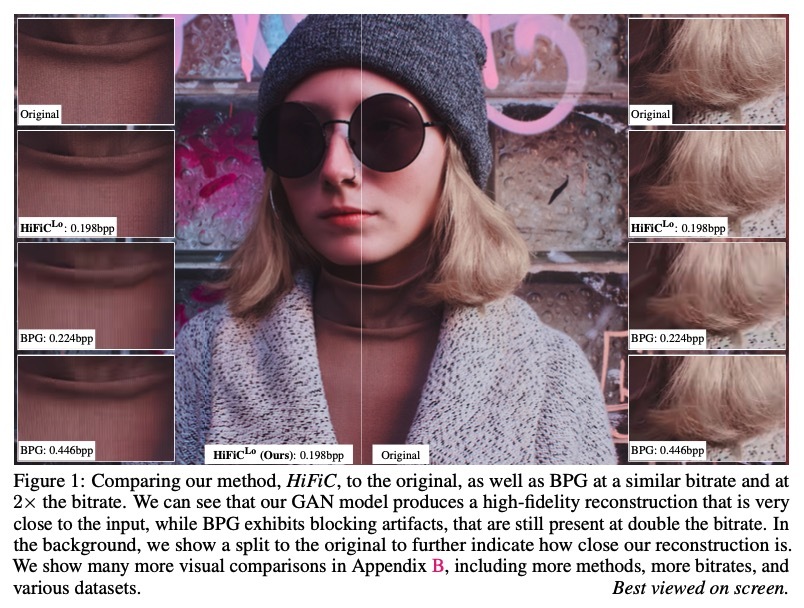 Original
HiFiC^Lo: 0.198bpp
BPG: 0.224bpp
BPG: 0.446bpp
Original
HiFiC^Lo: 0.198bpp
BPG: 0.224bpp
BPG: 0.446bpp
HiFiC^Lo (Ours): 0.198bpp
Original
Figure 1: Comparing our method, HiFiC, to the original, as well as BPG at a similar bitrate and at
2× the bitrate. We can see that our GAN model produces a high-fidelity reconstruction that is very
close to the input, while BPG exhibits blocking artifacts, that are still present at double the bitrate. In
the background, we show a split to the original to further indicate how close our reconstruction is.
We show many more visual comparisons in Appendix B, including more methods, more bitrates, and
various datasets. Best viewed on screen.